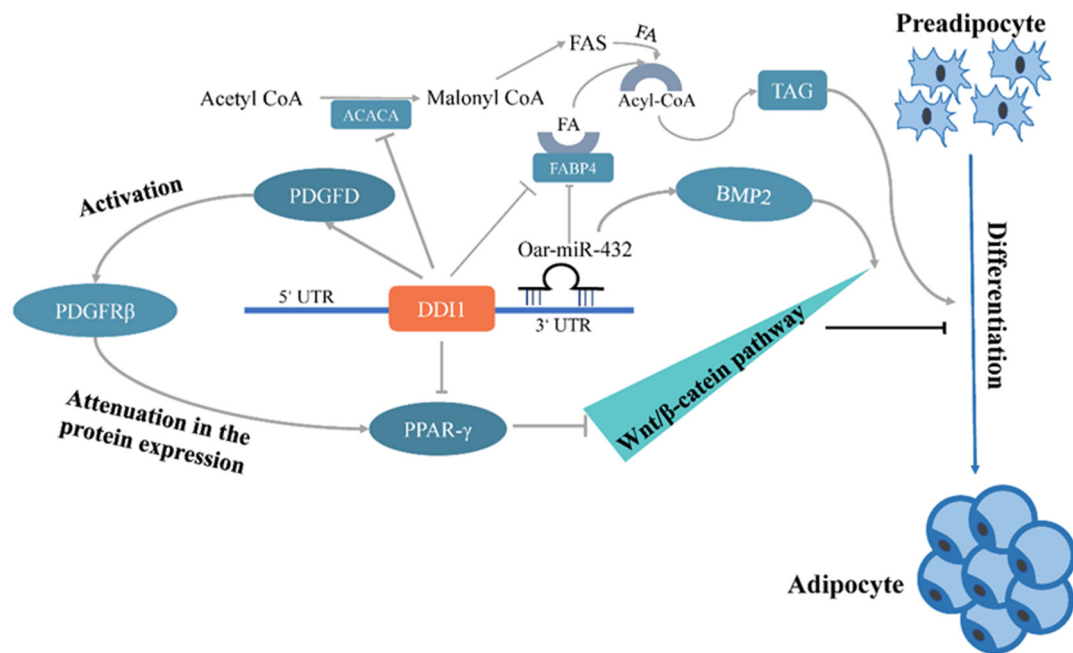 Preadipocyte
FAS
FA
Acetyl CoA
ACACA
Malonyl CoA
Acyl-CoA
TAG
FA
FABP4
Activation
PDGFD
BMP2
Oar-miR-432
5' UTR
DDI1
3' UTR
PDGFRβ
Wnt/β-catein pathway
Differentiation
Attenuation in the
protein expression
PPAR-γ
Adipocyte